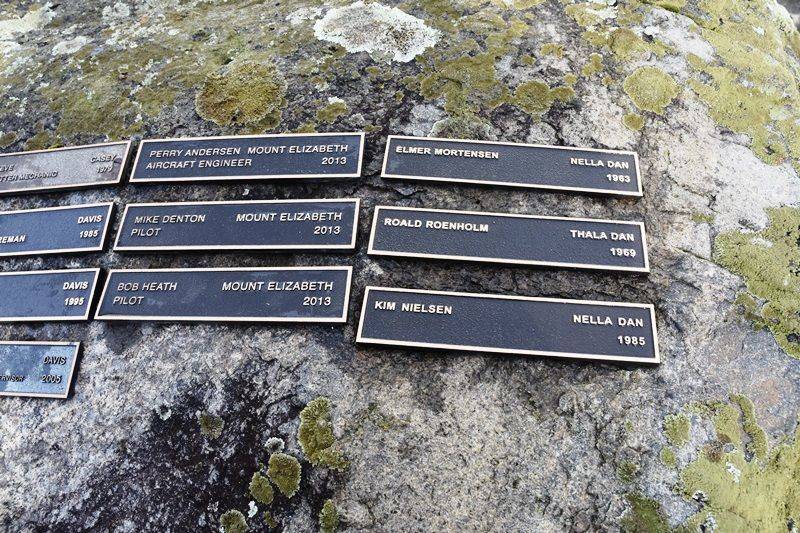 CASEY
1979
DAVIS
1985
DAVIS
1995
DAVIS
2005
PERRY ANDERSEN MOUNT ELIZABETH
AIRCRAFT ENGINEER 2013
MIKE DENTON MOUNT ELIZABETH
PILOT 2013
BOB HEATH MOUNT ELIZABETH
PILOT 2013
ELMER MORTENSEN NELLA DAN
1963
ROALD ROENHOLM THALA DAN
1969
KIM NIELSEN NELLA DAN
1985